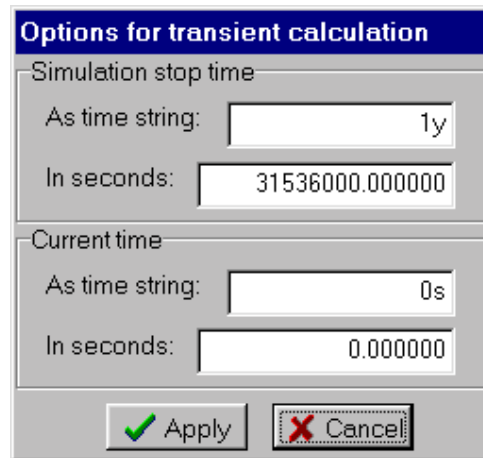 Options for transient calculation
Simulation stop time
As time string: 1y
In seconds: 31536000.000000
Current time
As time string: 0s
In seconds: 0.000000
Apply Cancel